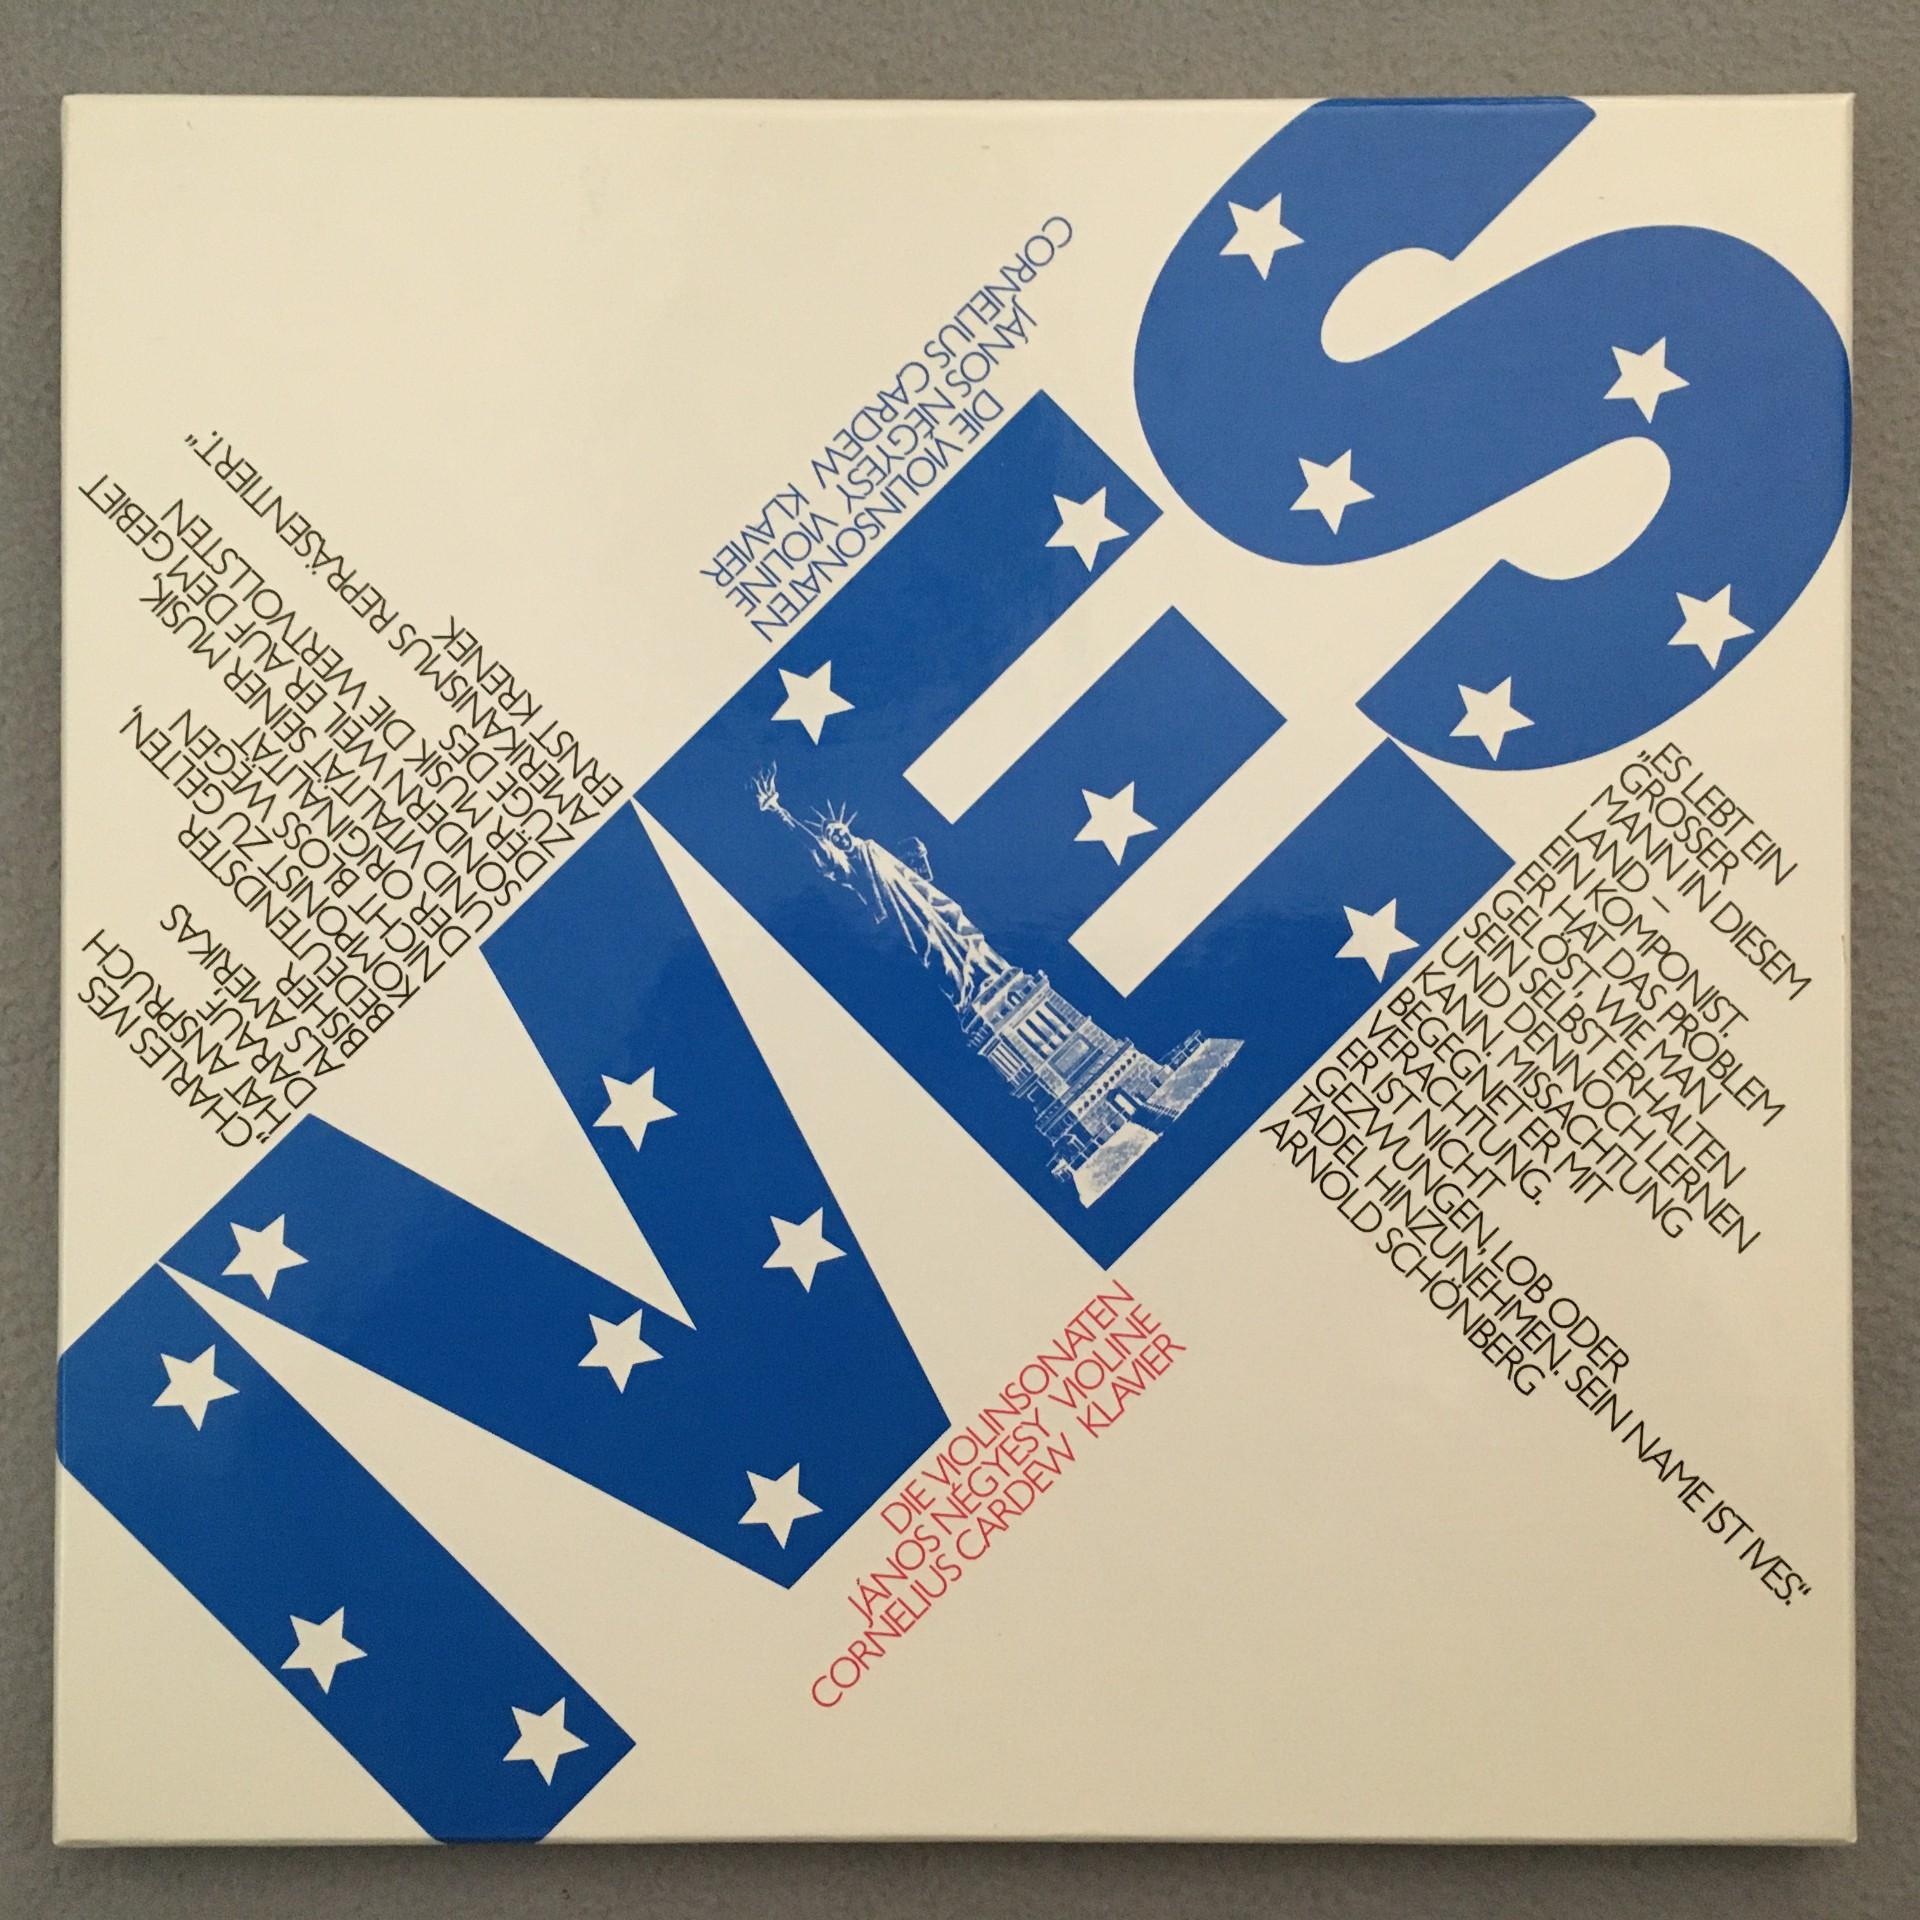 IVES
DIE VIOLINSONATEN
JÁNOS NÉGYESY VIOLINE
CORNELIUS CARDEW KLAVIER
„CHARLES IVES
HAT ANSPRUCH
DARAUF,
ALS AMERIKAS
BISHER
BEDEUTENDSTER
KOMPONIST ZU GELTEN,
NICHT BLOSS WEGEN
DER ORIGINALITÄT
UND VITALITÄT SEINER MUSIK,
SONDERN WEIL ER AUF DEM GEBIET
DER MUSIK DIE WERTVOLLSTEN
ZÜGE DES
AMERIKANISMUS REPRÄSENTIERT.“
ERNST KRENEK
„ES LEBT EIN
GROSSER
MANN IN DIESEM
LAND –
EIN KOMPONIST.
ER HAT DAS PROBLEM
GELÖST, WIE MAN
SEIN SELBST ERHALTEN
UND DENNOCH LERNEN
KANN. MISSACHTUNG
BEGEGNET ER MIT
VERACHTUNG.
ER IST NICHT
GEZWUNGEN, LOB ODER
TADEL HINZUNEHMEN. SEIN NAME IST IVES.“
ARNOLD SCHÖNBERG
DIE VIOLINSONATEN
JÁNOS NÉGYESY VIOLINE
CORNELIUS CARDEW KLAVIER